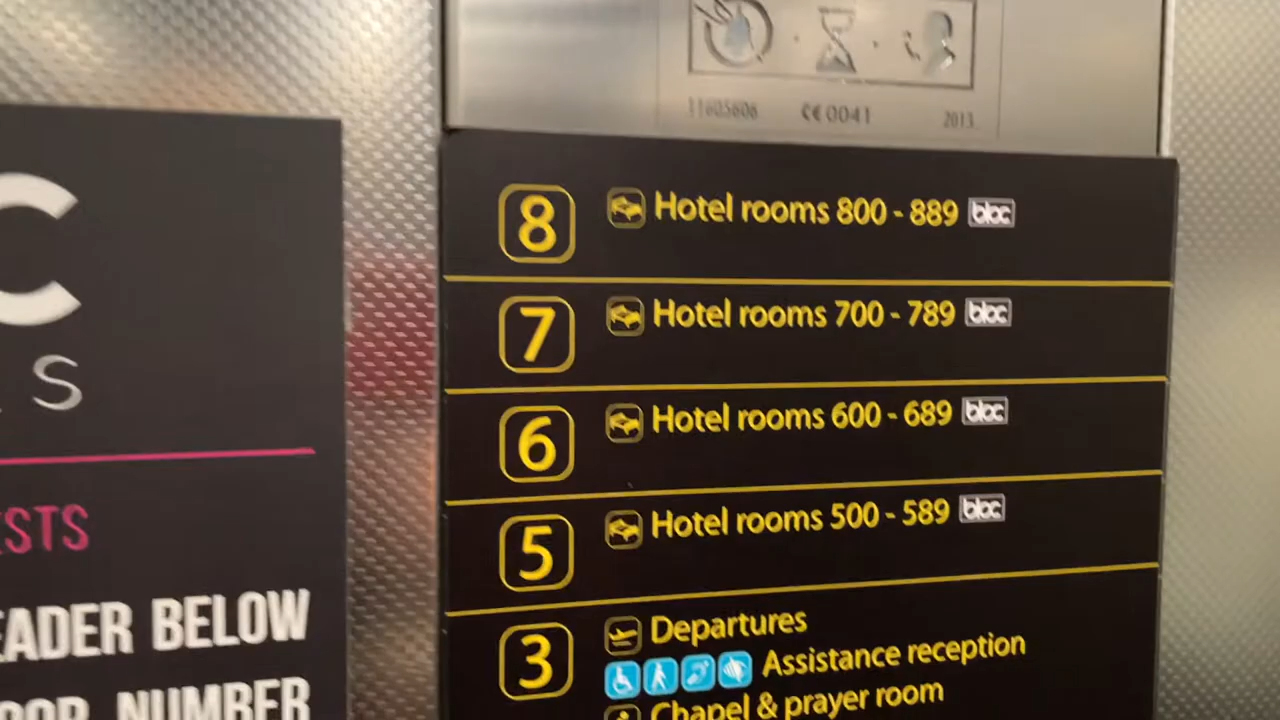 11605606 CE 0041 2013
8 Hotel rooms 800 - 889 bloc
7 Hotel rooms 700 - 789 bloc
6 Hotel rooms 600 - 689 bloc
5 Hotel rooms 500 - 589 bloc
3 Departures
Assistance reception
Chapel & prayer room
C
S
ESTS
EADER BELOW
OOR NUMBER